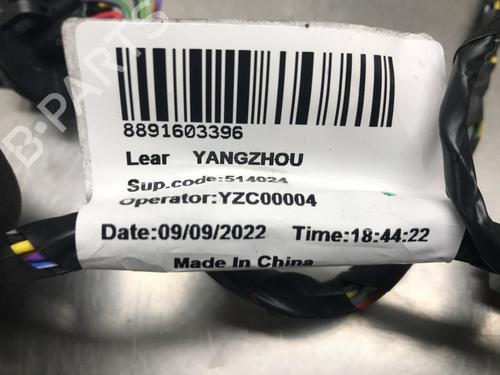 8891603396
Lear YANGZHOU
Sup.code:514024
Operator:YZC00004
Date:09/09/2022 Time:18:44:22
Made In China
B-PARTS